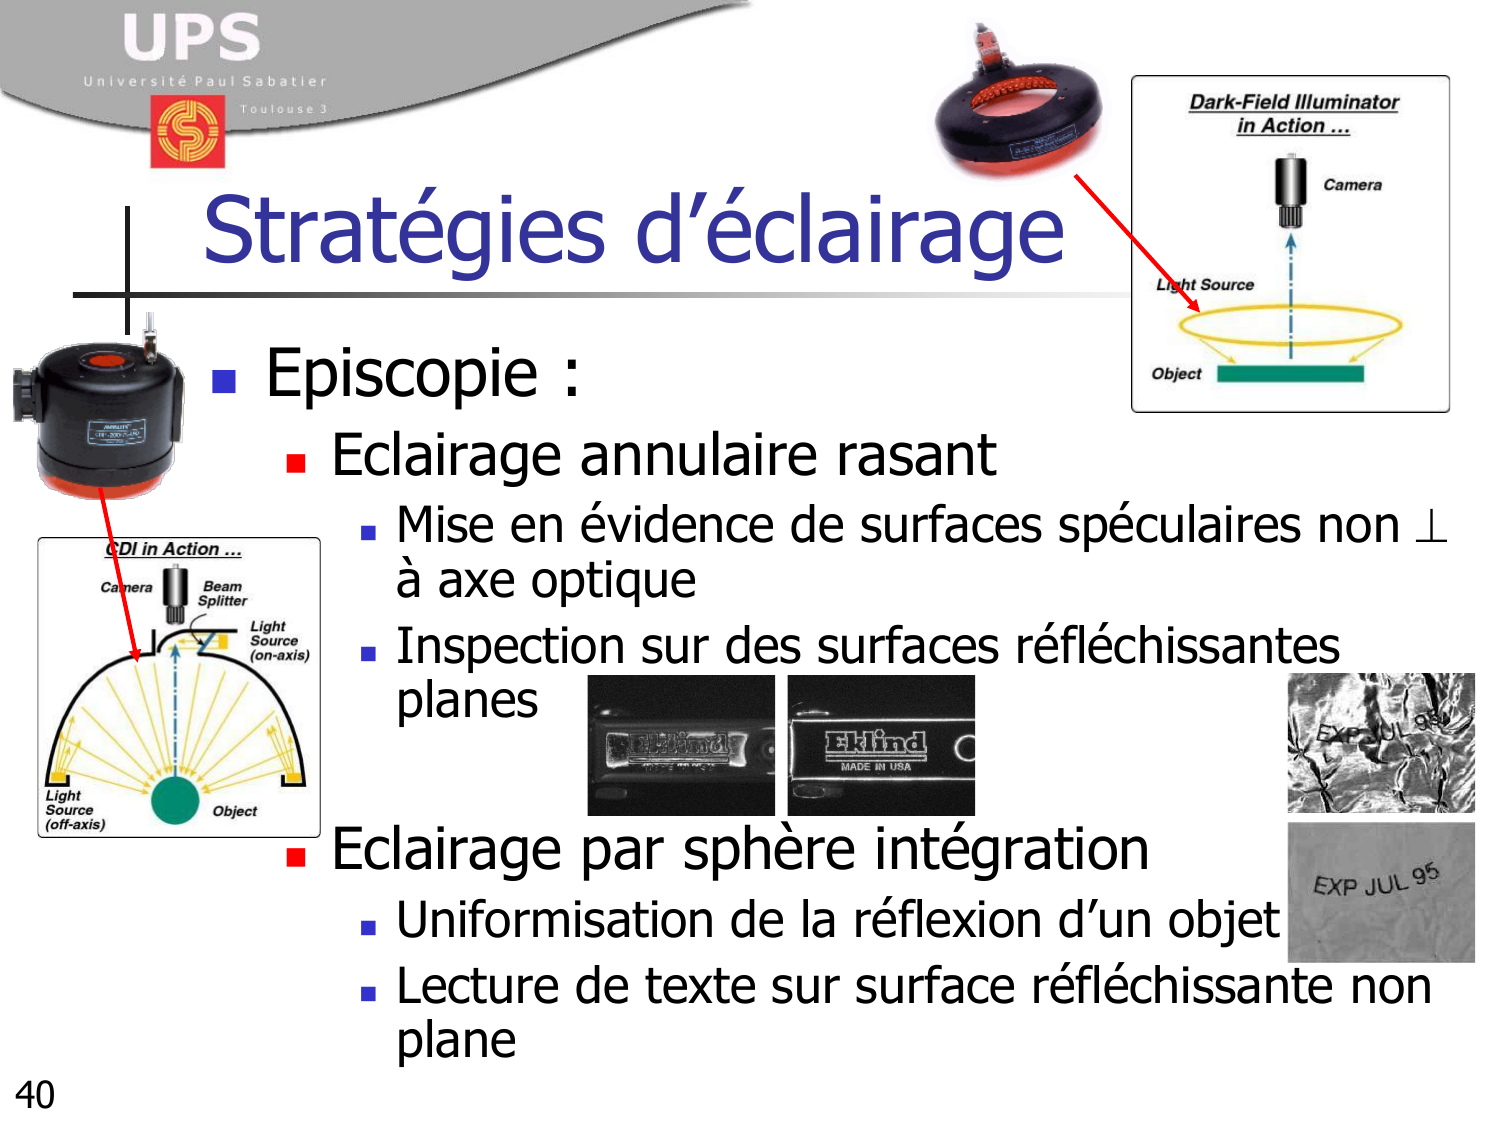 UPS
Université Paul Sabatier
Toulouse 3
Dark-Field Illuminator
in Action ...
Camera
Light Source
Object
Stratégies d’éclairage
Episcopie :
Eclairage annulaire rasant
Mise en évidence de surfaces spéculaires non ⊥
à axe optique
Inspection sur des surfaces réfléchissantes
planes
CDI in Action ...
Camera
Beam
Splitter
Light
Source
(on-axis)
Light
Source
(off-axis)
Object
Eklind
Eklind
MADE IN USA
EXP JUL 95
EXP JUL 95
Eclairage par sphère intégration
Uniformisation de la réflexion d’un objet
Lecture de texte sur surface réfléchissante non
plane
40